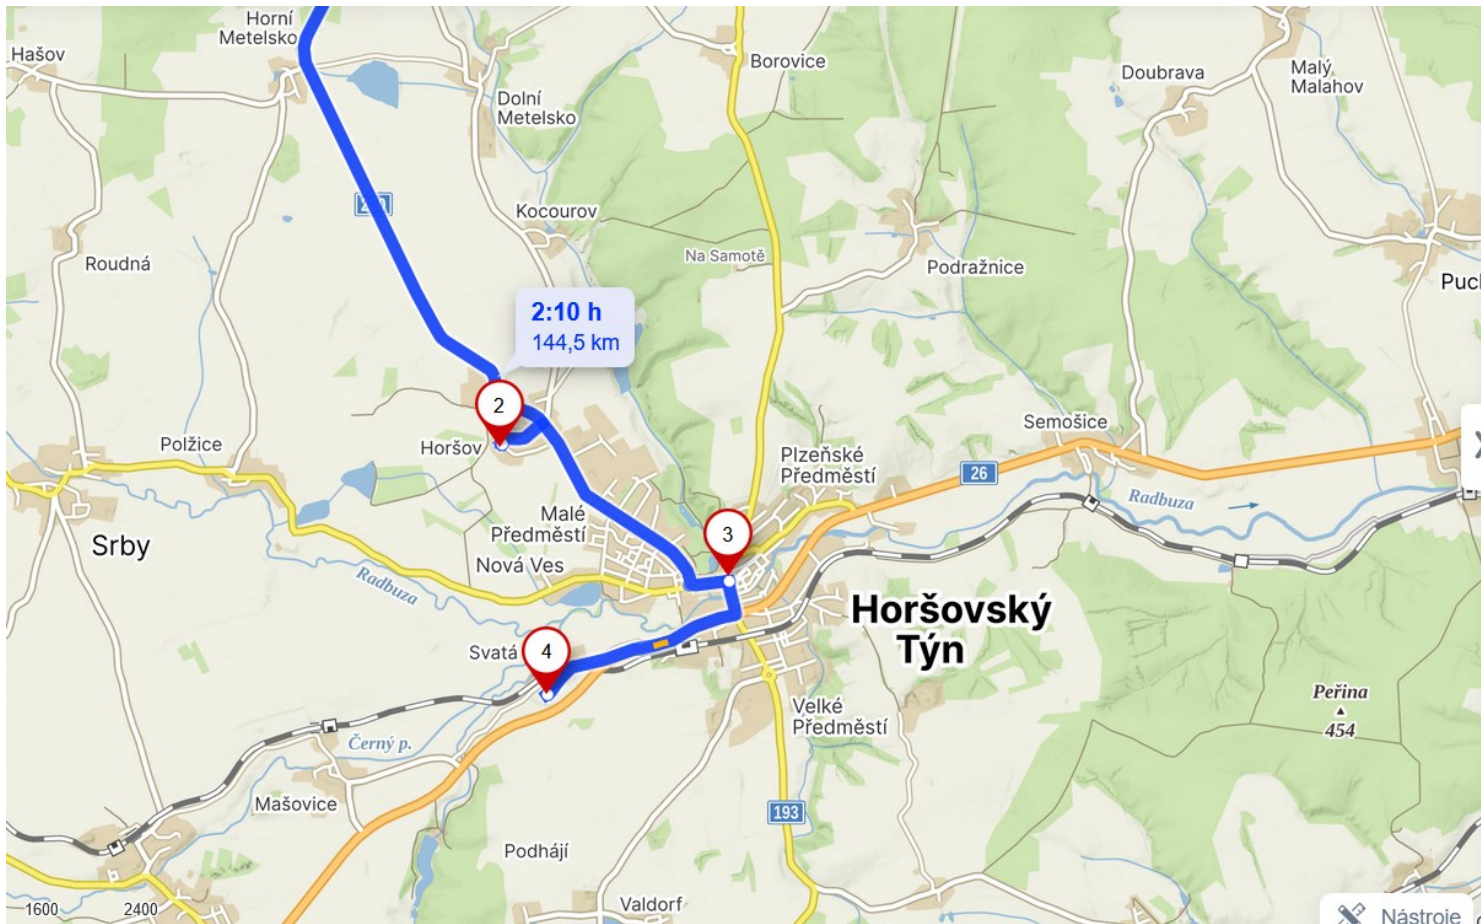 Horní
Metelsko
Hašov
Borovice
Malý
Malahov
Doubrava
Dolní
Metelsko
Kocourov
Roudná
Na Samotě
Podražnice
2:10 h
144,5 km
2
Horšov
Polžice
Semošice
Plzeňské
Předměstí
26
Radbuza
Malé
Předměstí
3
Srby
Nová Ves
Radbuza
Horšovský
Týn
Svatá
4
Velké
Předměstí
Peřina
454
Černý p.
Mašovice
193
Podhájí
Valdorf
1600
2400
Nástroje